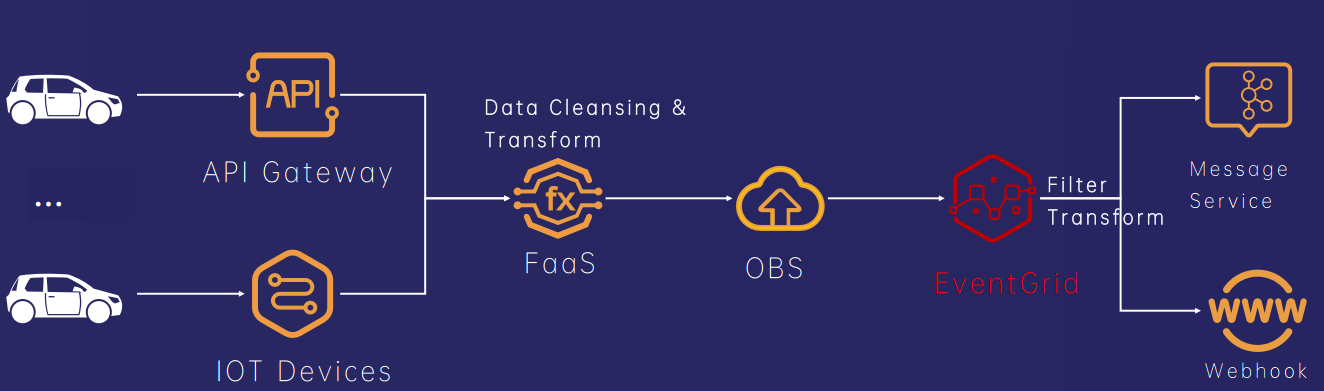 API
API Gateway
...
IOT Devices
Data Cleansing &
Transform
fx
FaaS
OBS
EventGrid
Filter
Transform
Message
Service
WWW
Webhook